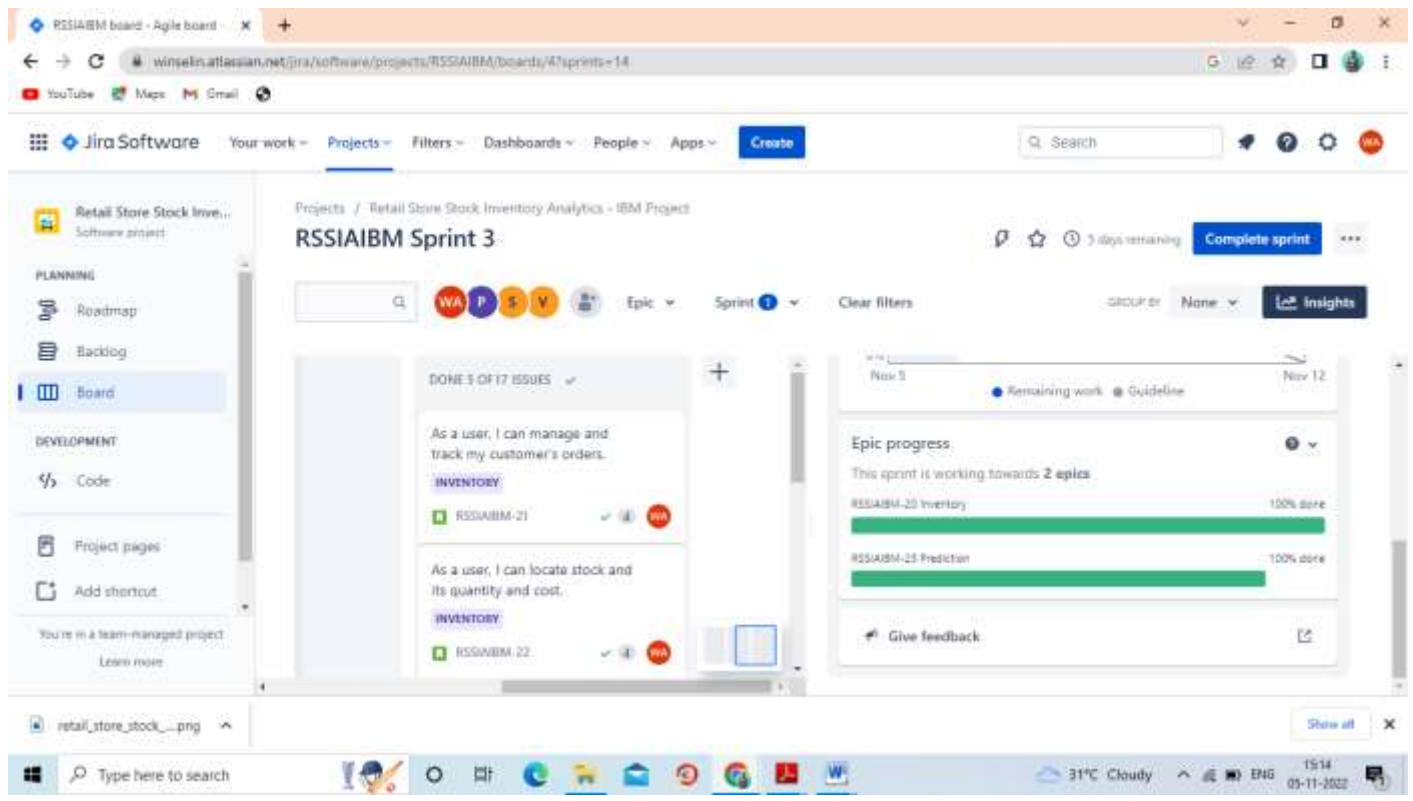 RSSIAIBM board - Agile board -
winselin.atlassian.net/jira/software/projects/RSSIAIBM/boards/4?sprints=14
YouTube Maps Gmail
Jira Software Your work Projects Filters Dashboards People Apps Create Search WA
Retail Store Stock Inve...
Software project
Projects / Retail Store Stock Inventory Analytics - IBM Project
RSSIAIBM Sprint 3
days remaining Complete sprint
PLANNING
Roadmap
Backlog
Board
DEVELOPMENT
Code
Project pages
Add shortcut
You're in a team-managed project
Learn more
WA P S V Epic Sprint 1 Clear filters GROUP BY None Insights
DONE 5 OF 17 ISSUES
As a user, I can manage and
track my customer's orders.
INVENTORY
RSSIAIBM-21 4 WA
As a user, I can locate stock and
its quantity and cost.
INVENTORY
RSSIAIBM-22 4 WA
Nov 5 Nov 12
Remaining work Guideline
Epic progress
This sprint is working towards 2 epics
RSSIAIBM-20 Inventory 100% done
RSSIAIBM-25 Prediction 100% done
Give feedback
retail_store_stock_....png Show all
Type here to search 31°C Cloudy ENG 15:14
05-11-2022